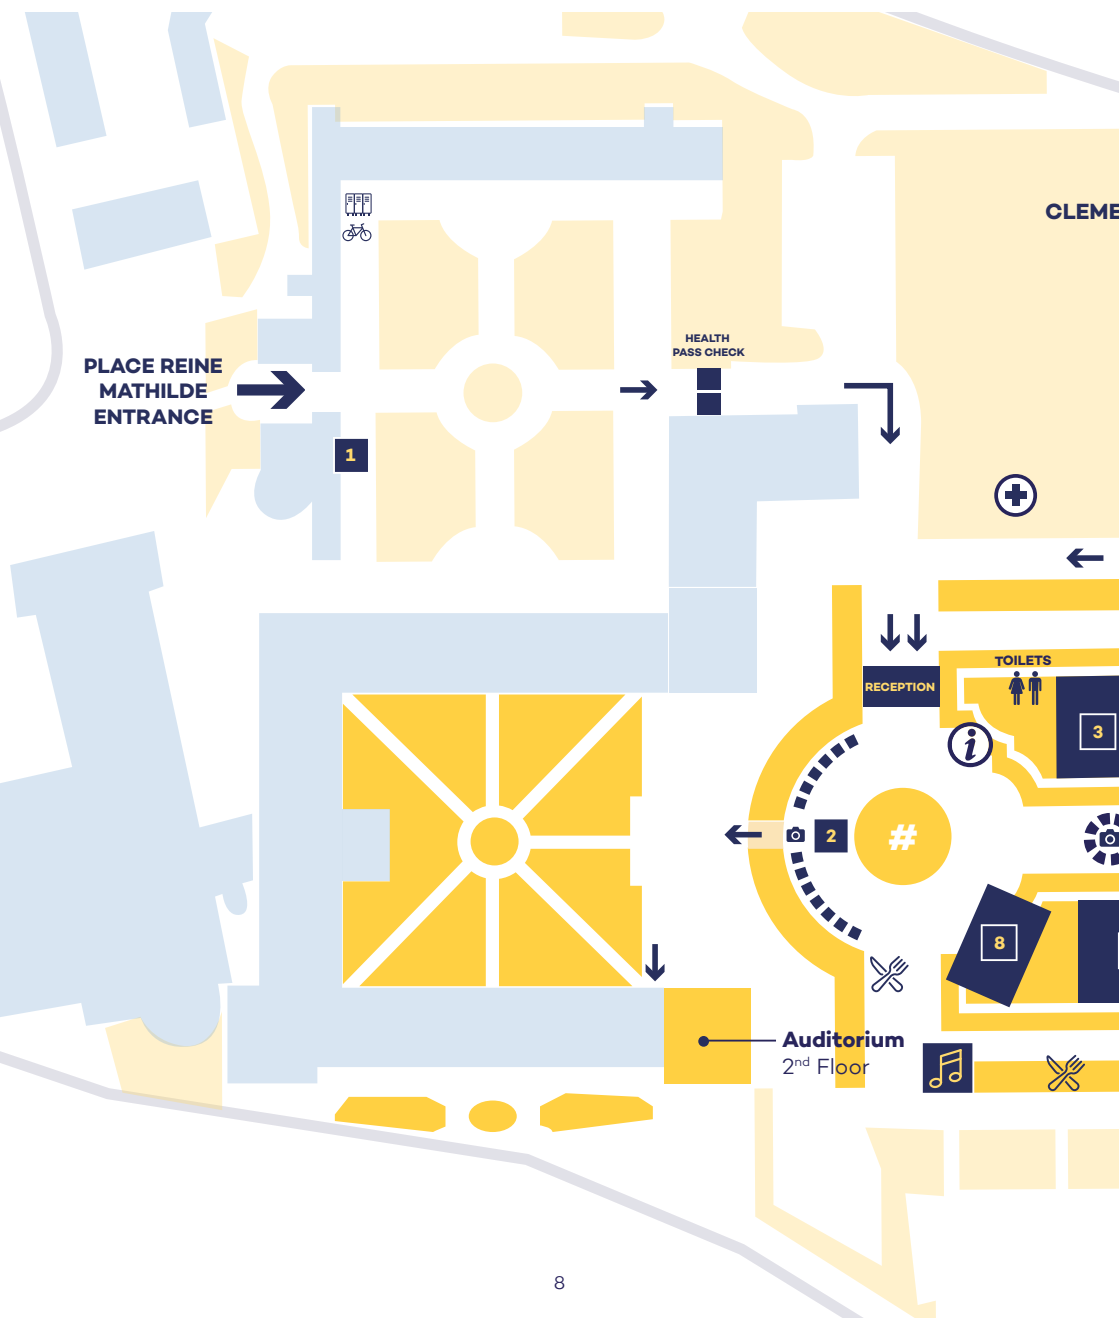 CLEME
HEALTH
PASS CHECK
PLACE REINE
MATHILDE
ENTRANCE
1
TOILETS
RECEPTION
3
2
#
8
Auditorium
2nd Floor
8